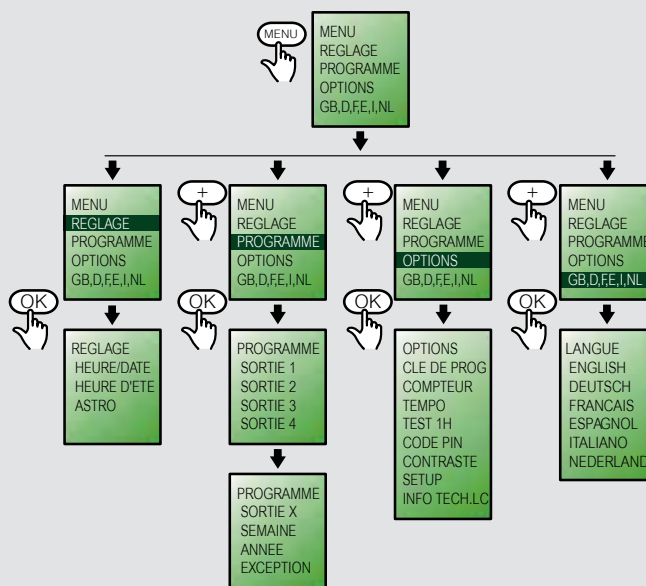 MENU
MENU
REGLAGE
PROGRAMME
OPTIONS
GB,D,F,E,I,NL
MENU
REGLAGE
PROGRAMME
OPTIONS
GB,D,F,E,I,NL
+
MENU
REGLAGE
PROGRAMME
OPTIONS
GB,D,F,E,I,NL
+
MENU
REGLAGE
PROGRAMME
OPTIONS
GB,D,F,E,I,NL
+
MENU
REGLAGE
PROGRAMME
OPTIONS
GB,D,F,E,I,NL
OK
REGLAGE
HEURE/DATE
HEURE D'ETE
ASTRO
OK
PROGRAMME
SORTIE 1
SORTIE 2
SORTIE 3
SORTIE 4
PROGRAMME
SORTIE X
SEMAINE
ANNEE
EXCEPTION
OK
OPTIONS
CLE DE PROG
COMPTEUR
TEMPO
TEST 1H
CODE PIN
CONTRASTE
SETUP
INFO TECH.LC
OK
LANGUE
ENGLISH
DEUTSCH
FRANCAIS
ESPAGNOL
ITALIANO
NEDERLAND